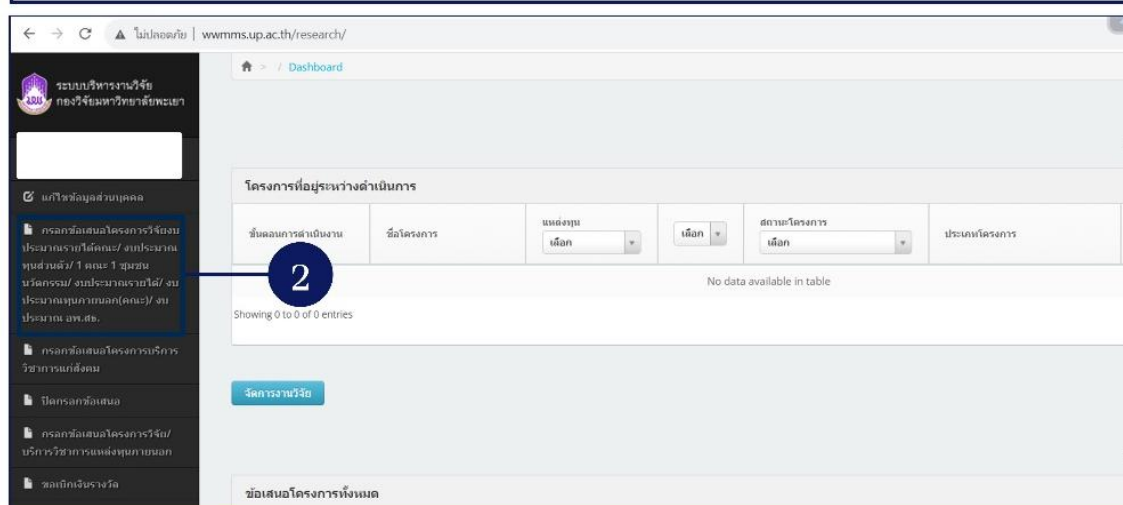 ไม่ปลอดภัย | wwmms.up.ac.th/research/
> / Dashboard
ระบบบริหารงานวิจัย
กองวิจัยมหาวิทยาลัยพะเยา
แก้ไขข้อมูลส่วนบุคคล
กรอกข้อเสนอโครงการวิจัยงบ
ประมาณรายได้คณะ/ งบประมาณ
ทุนส่วนตัว/ 1 คณะ 1 ชุมชน
นวัตกรรม/ งบประมาณรายได้/ งบ
ประมาณทุนภายนอก(คณะ)/ งบ
ประมาณ อพ.สธ.
กรอกข้อเสนอโครงการบริการ
วิชาการแก่สังคม
ปิดกรอกข้อเสนอ
กรอกข้อเสนอโครงการวิจัย/
บริการวิชาการแหล่งทุนภายนอก
ขอเบิกเงินรางวัล
2
โครงการที่อยู่ระหว่างดำเนินการ
ขั้นตอนการดำเนินงาน
ชื่อโครงการ
แหล่งทุน
เลือก
เลือก
สถานะโครงการ
เลือก
ประเภทโครงการ
No data available in table
Showing 0 to 0 of 0 entries
จัดการงานวิจัย
ข้อเสนอโครงการทั้งหมด